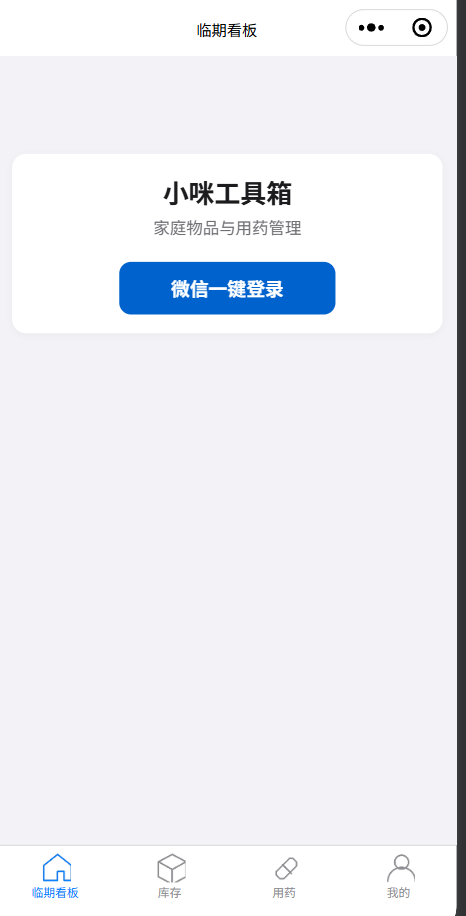 临期看板
小咪工具箱
家庭物品与用药管理
微信一键登录
临期看板
库存
用药
我的